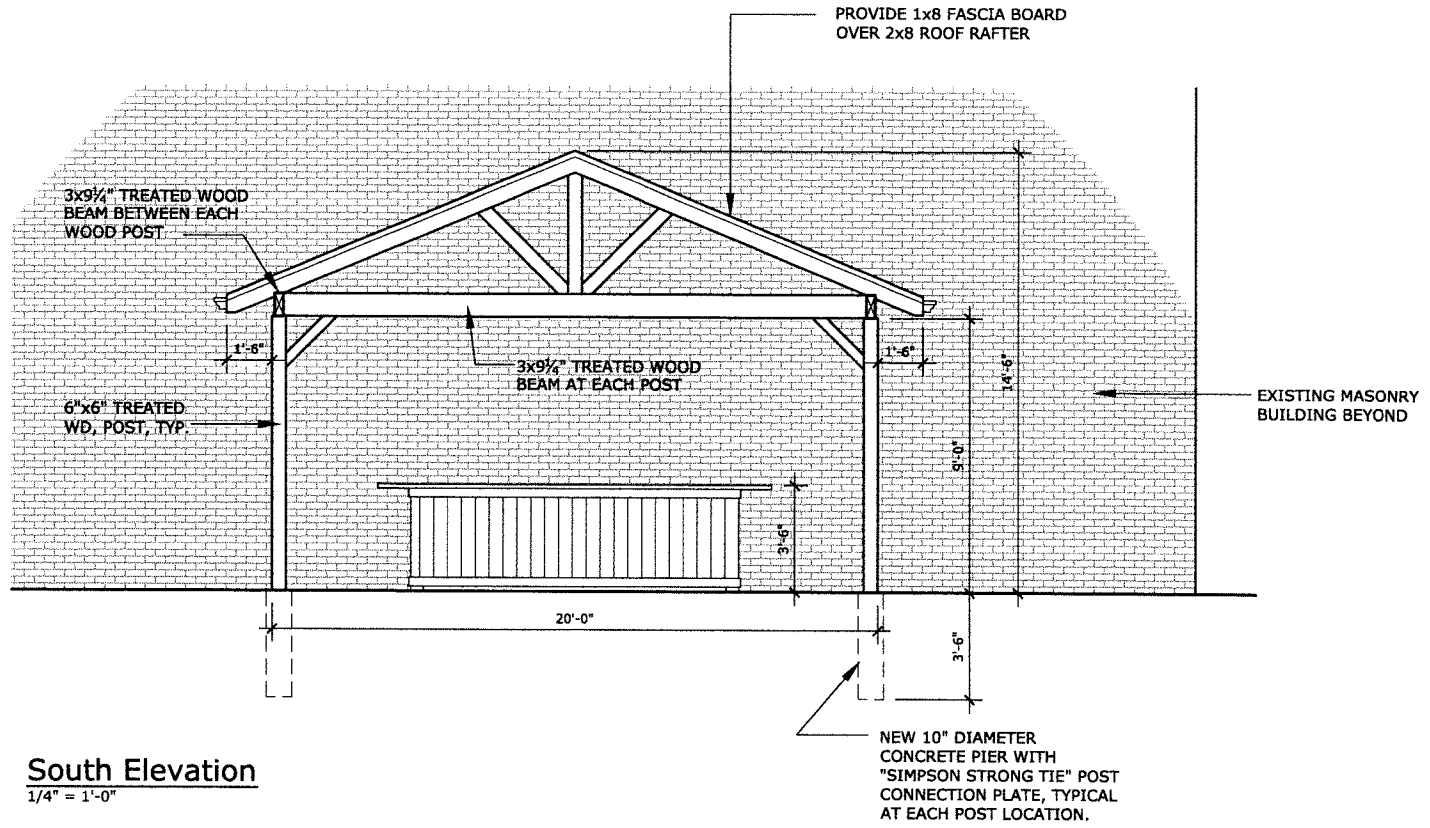 PROVIDE 1x8 FASCIA BOARD
OVER 2x8 ROOF RAFTER
3x9¼" TREATED WOOD
BEAM BETWEEN EACH
WOOD POST
1'-6"
3x9¼" TREATED WOOD
BEAM AT EACH POST
1'-6"
14'-6"
EXISTING MASONRY
BUILDING BEYOND
6"x6" TREATED
WD, POST, TYP.
9'-0"
3'-6"
20'-0"
3'-6"
NEW 10" DIAMETER
CONCRETE PIER WITH
"SIMPSON STRONG TIE" POST
CONNECTION PLATE, TYPICAL
AT EACH POST LOCATION.
South Elevation
1/4" = 1'-0"